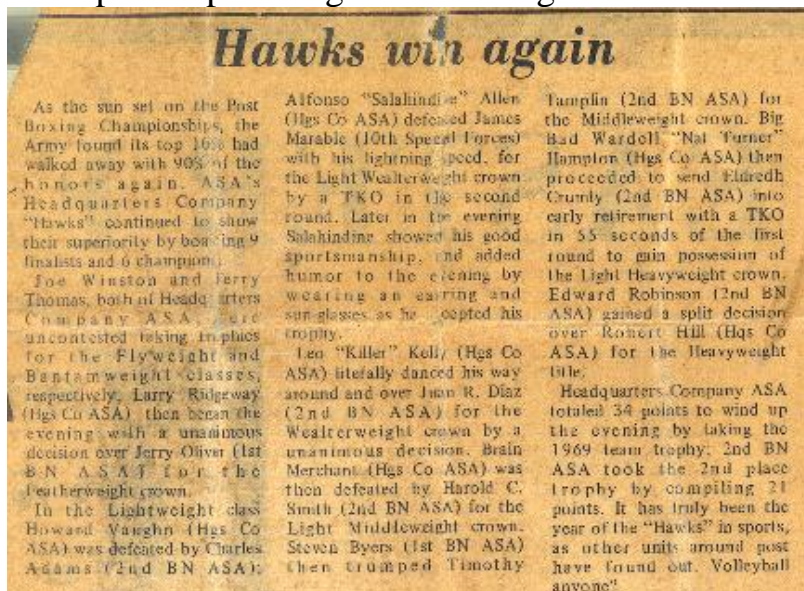 Hawks win again
As the sun set on the Post
Boxing Championships, the
Army found its top 10% had
walked away with 90% of the
honors again. ASA's
Headquarters Company
"Hawks" continued to show
their superiority by boasting 9
finalists and 6 champions.
Joe Winston and Jerry
Thomas, both of Headquarters
Company ASA, were
uncontested taking trophies
for the Flyweight and
Bantamweight classes,
respectively. Larry Ridgeway
(Hgs Co ASA) then began the
evening with a unanimous
decision over Jerry Oliver (1st
BN ASA) for the
Featherweight crown.
In the Lightweight class
Howard Vaughn (Hgs Co
ASA) was defeated by Charles
Adams (2nd BN ASA);
Alfonso "Salahindine" Allen
(Hgs Co ASA) defeated James
Marable (10th Special Forces)
with his lightning speed, for
the Light Wealterweight crown
by a TKO in the second
round. Later in the evening
Salahindine showed his good
sportsmanship, and added
humor to the evening by
wearing an earring and
sun-glasses as he accepted his
trophy.
Leo "Killer" Kelly (Hgs Co
ASA) literally danced his way
around and over Juan R. Diaz
(2nd BN ASA) for the
Wealterweight crown by a
unanimous decision. Brain
Merchant (Hgs Co ASA) was
then defeated by Harold C.
Smith (2nd BN ASA) for the
Light Middleweight crown.
Steven Byers (1st BN ASA)
then trumped Timothy
Tamplin (2nd BN ASA) for
the Middleweight crown. Big
Bad Wardell "Nat Turner"
Hampton (Hgs Co ASA) then
proceeded to send Eldredh
Crumly (2nd BN ASA) into
early retirement with a TKO
in 55 seconds of the first
round to gain possession of
the Light Heavyweight crown.
Edward Robinson (2nd BN
ASA) gained a split decision
over Robert Hill (Hqs Co
ASA) for the Heavyweight
title.
Headquarters Company ASA
totaled 34 points to wind up
the evening by taking the
1969 team trophy; 2nd BN
ASA took the 2nd place
trophy by compiling 21
points. It has truly been the
year of the "Hawks" in sports,
as other units around post
have found out. Volleyball
anyone?